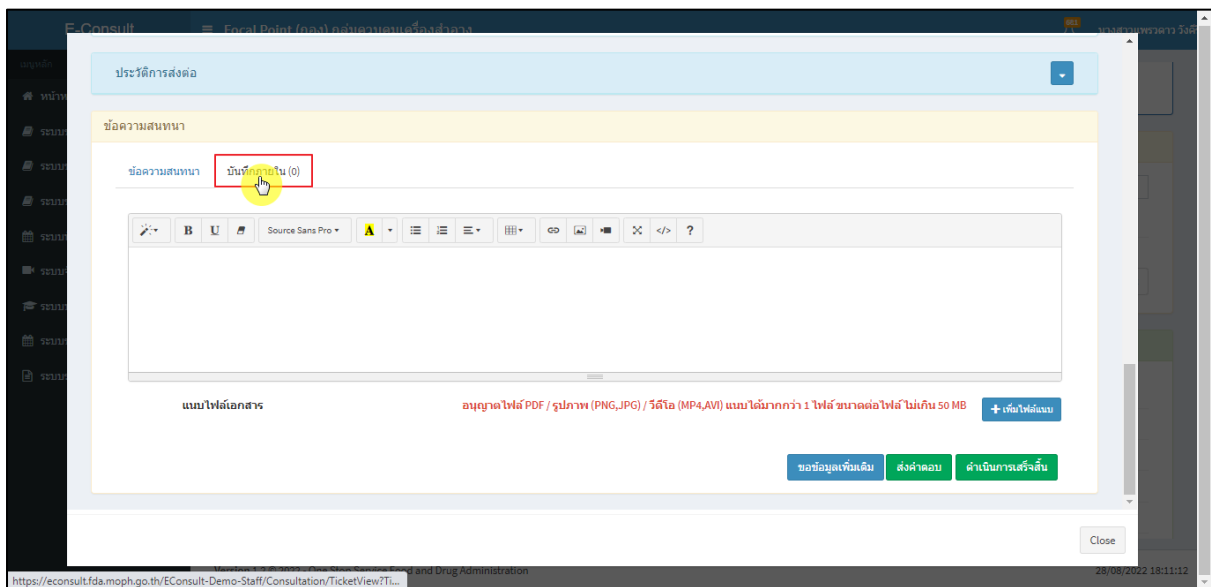 E-Consult
Focal Point (กอง) กลุ่มควบคุมเครื่องสำอาง
ประวัติการส่งต่อ
ข้อความสนทนา
ข้อความสนทนา บันทึกภายใน (0)
B U Source Sans Pro A ?
แนบไฟล์เอกสาร อนุญาตไฟล์ PDF / รูปภาพ (PNG,JPG) / วีดีโอ (MP4,AVI) แนบได้มากกว่า 1 ไฟล์ ขนาดต่อไฟล์ ไม่เกิน 50 MB เพิ่มไฟล์แนบ
ขอข้อมูลเพิ่มเติม ส่งคำตอบ ดำเนินการเสร็จสิ้น
Close
Version 1.2 © 2022 - One Stop Service Food and Drug Administration 28/08/2022 18:11:12
https://econsult.fda.moph.go.th/EConsult-Demo-Staff/Consultation/TicketView?Ti...